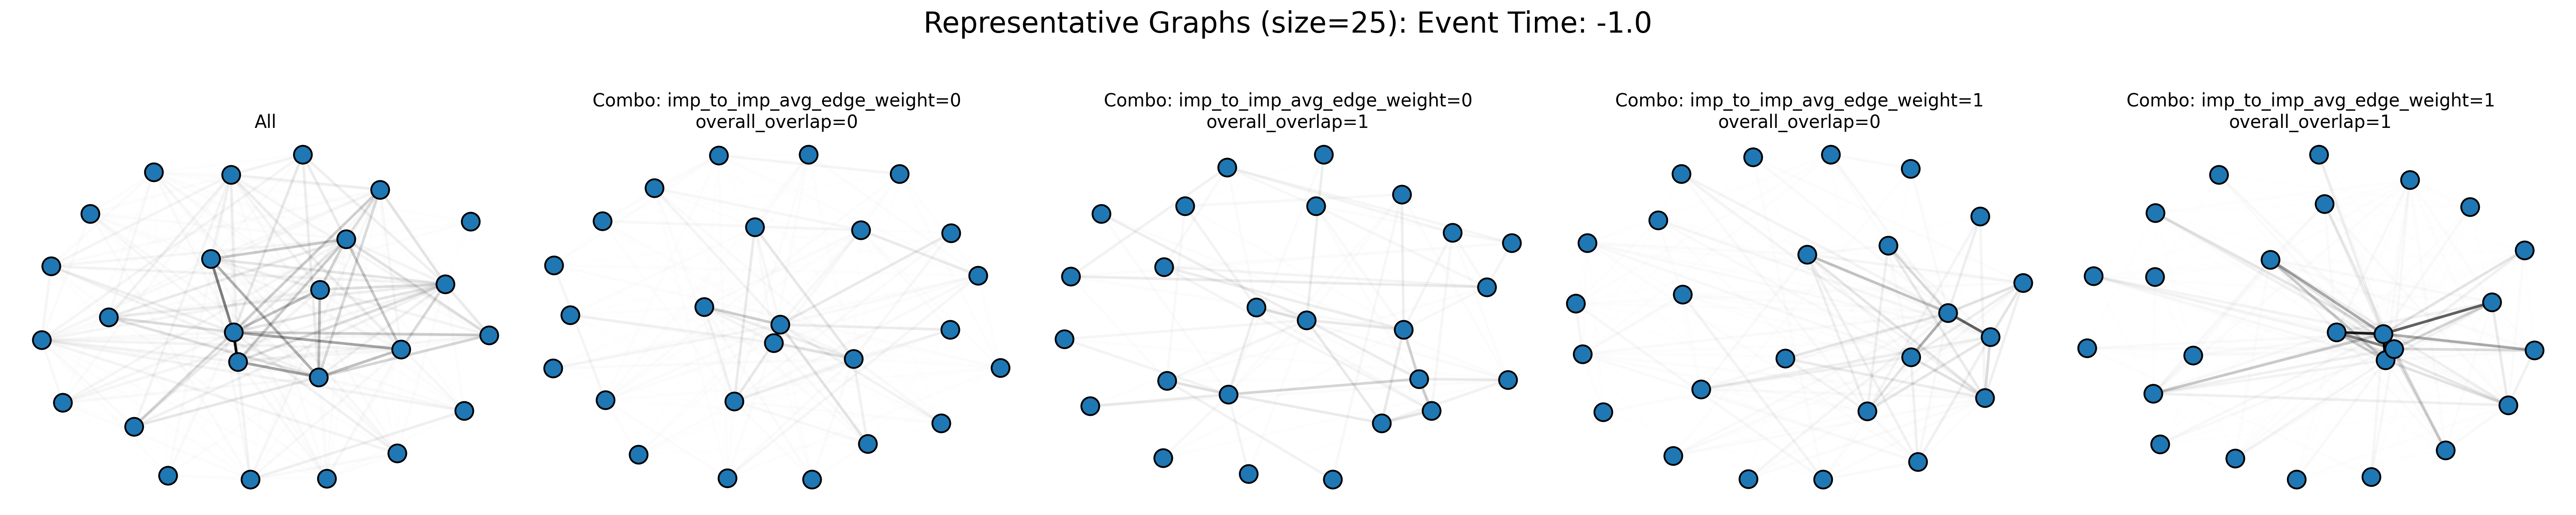 Representative Graphs (size=25): Event Time: -1.0
All
Combo: imp_to_imp_avg_edge_weight=0
overall_overlap=0
Combo: imp_to_imp_avg_edge_weight=0
overall_overlap=1
Combo: imp_to_imp_avg_edge_weight=1
overall_overlap=0
Combo: imp_to_imp_avg_edge_weight=1
overall_overlap=1